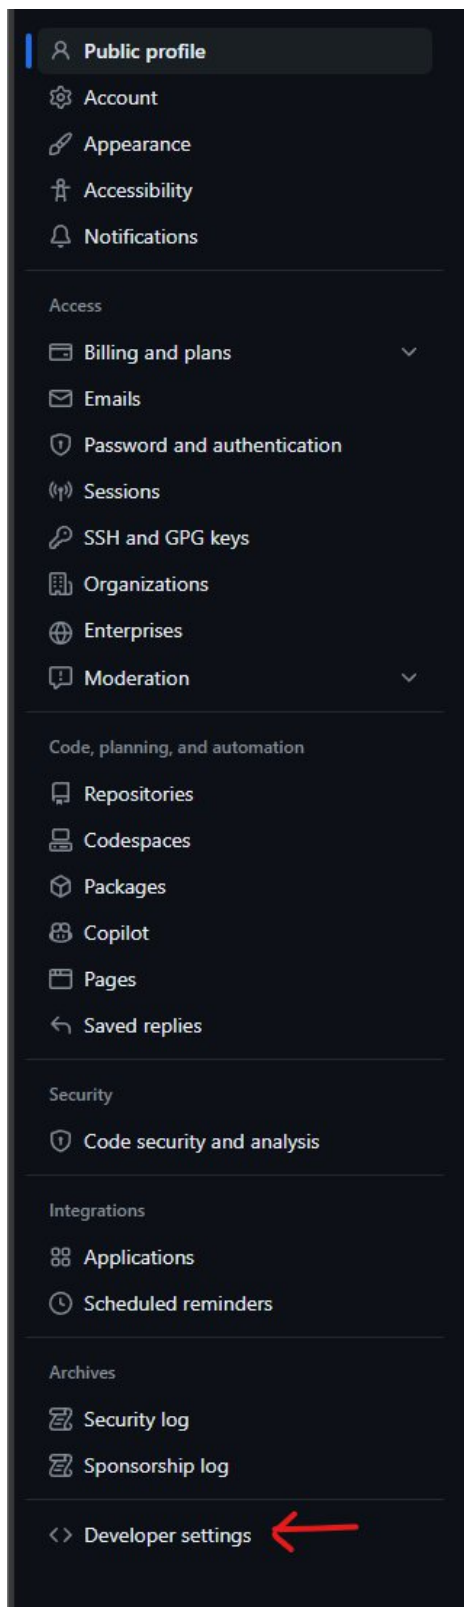 Public profile
Account
Appearance
Accessibility
Notifications
Access
Billing and plans
Emails
Password and authentication
Sessions
SSH and GPG keys
Organizations
Enterprises
Moderation
Code, planning, and automation
Repositories
Codespaces
Packages
Copilot
Pages
Saved replies
Security
Code security and analysis
Integrations
Applications
Scheduled reminders
Archives
Security log
Sponsorship log
Developer settings